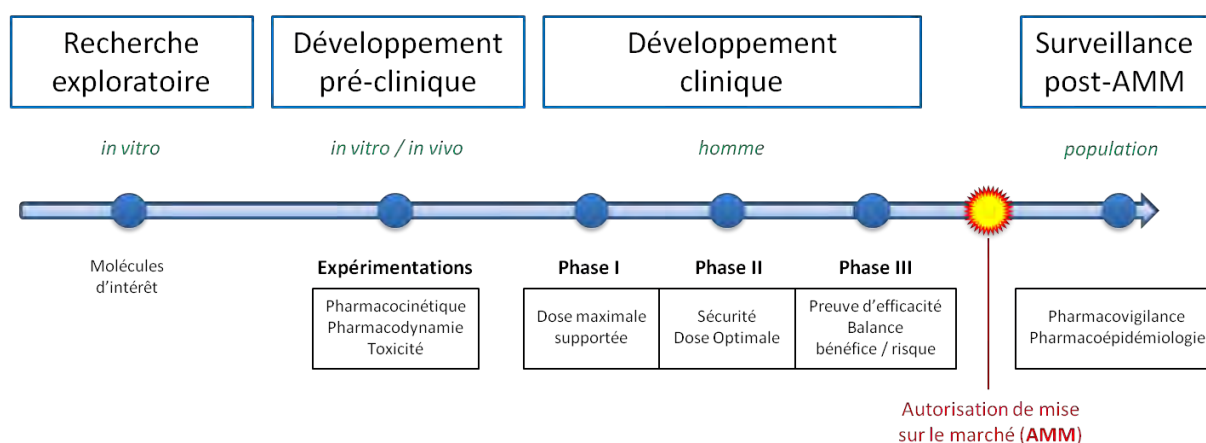 Recherche
exploratoire
Développement
pré-clinique
Développement
clinique
Surveillance
post-AMM
in vitro
in vitro / in vivo
homme
population
Molécules
d'intérêt
Expérimentations
Pharmacocinétique
Pharmacodynamie
Toxicité
Phase I
Dose maximale
supportée
Phase II
Sécurité
Dose Optimale
Phase III
Preuve d'efficacité
Balance
bénéfice / risque
Pharmacovigilance
Pharmacoépidémiologie
Autorisation de mise
sur le marché (AMM)